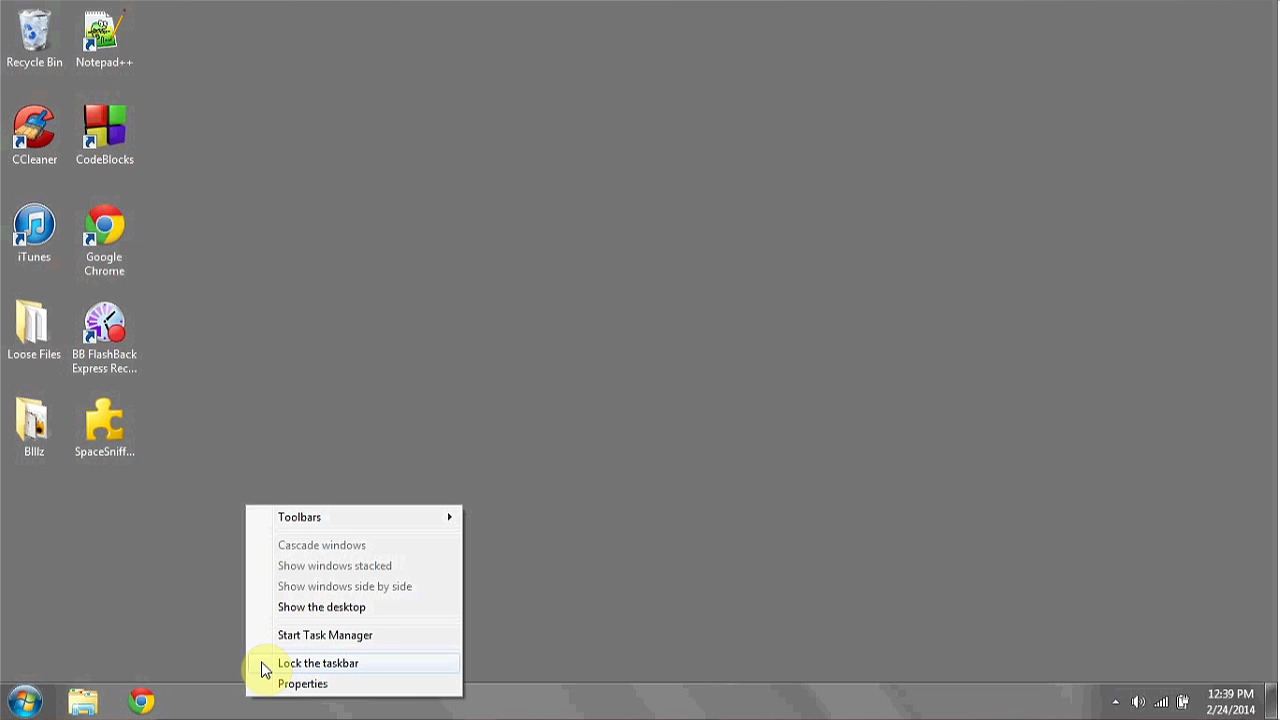 Recycle Bin
Notepad++
CCleaner
CodeBlocks
iTunes
Google
Chrome
Loose Files
BB FlashBack
Express Rec...
BIllz
SpaceSniff...
Toolbars
Cascade windows
Show windows stacked
Show windows side by side
Show the desktop
Start Task Manager
Lock the taskbar
Properties
12:39 PM
2/24/2014